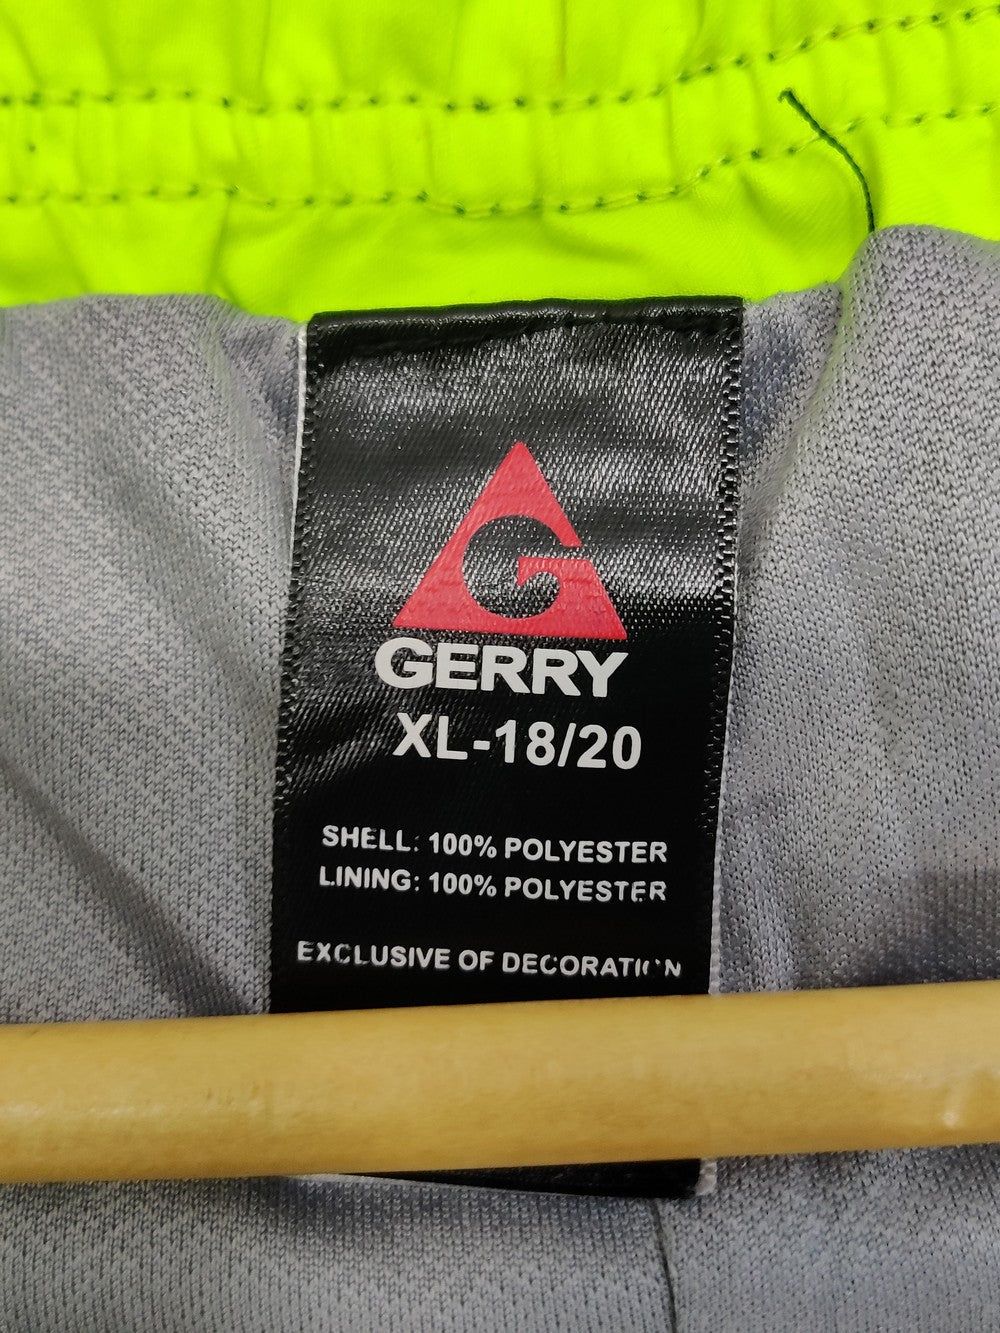 G
GERRY
XL-18/20
SHELL: 100% POLYESTER
LINING: 100% POLYESTER
EXCLUSIVE OF DECORATION